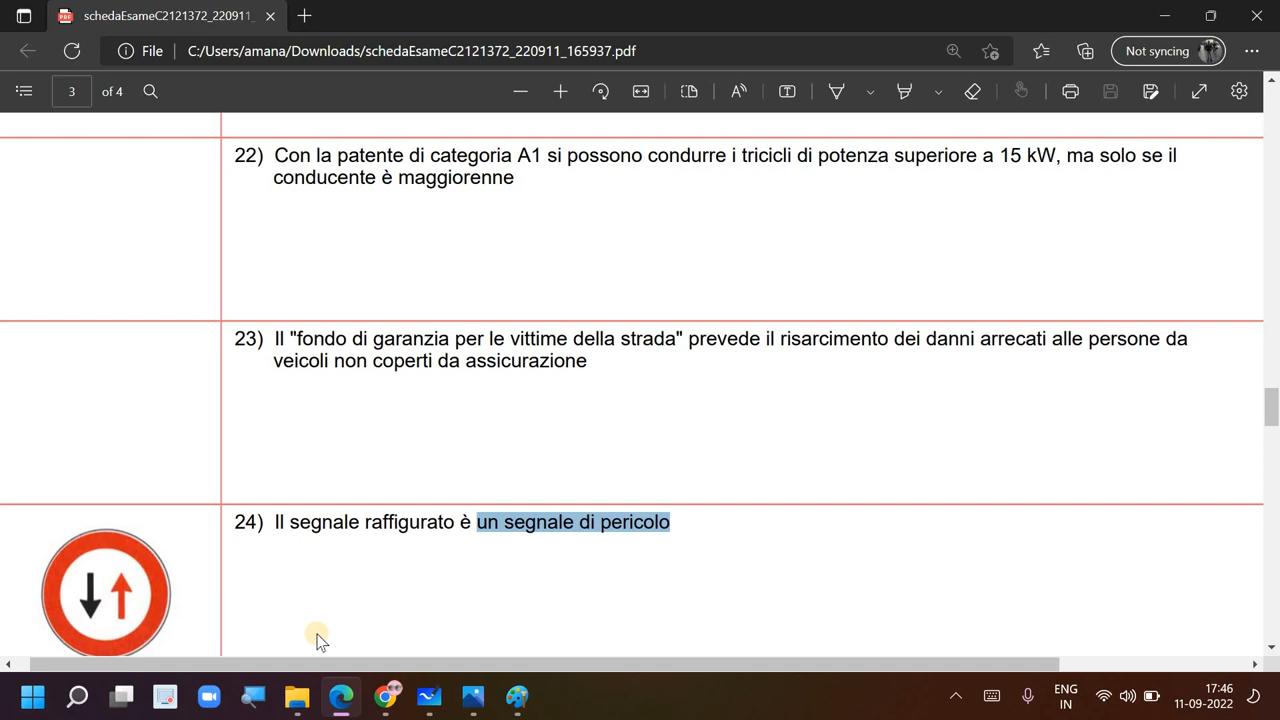 schedaEsameC2121372_220911_
File
C:/Users/amana/Downloads/schedaEsameC2121372_220911_165937.pdf
Not syncing
3 of 4
22) Con la patente di categoria A1 si possono condurre i tricicli di potenza superiore a 15 kW, ma solo se il
conducente è maggiorenne
23) Il "fondo di garanzia per le vittime della strada" prevede il risarcimento dei danni arrecati alle persone da
veicoli non coperti da assicurazione
24) Il segnale raffigurato è un segnale di pericolo
ENG
IN
17:46
11-09-2022